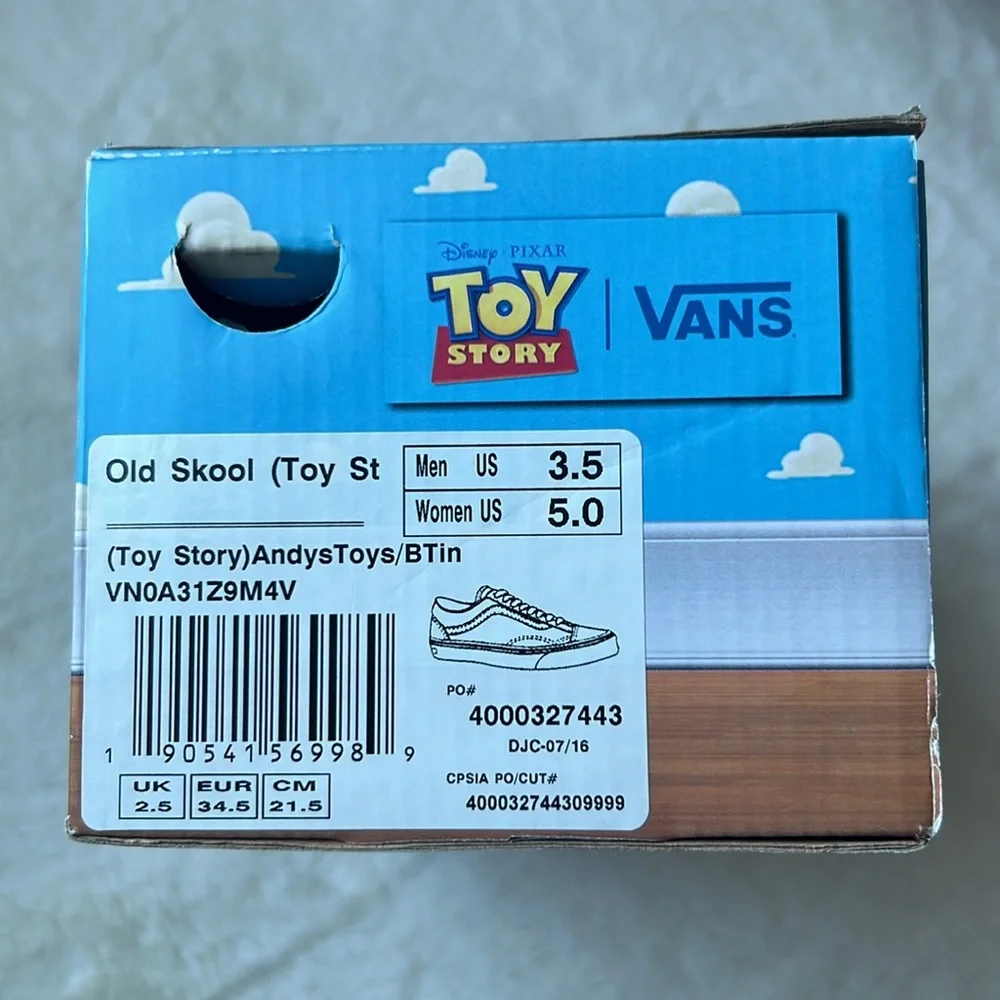 Disney · PIXAR
TOY
STORY
VANS
Old Skool (Toy St
Men US 3.5
Women US 5.0
(Toy Story)AndysToys/BTin
VN0A31Z9M4V
1 90541 56998 9
PO#
4000327443
DJC-07/16
CPSIA PO/CUT#
400032744309999
UK EUR CM
2.5 34.5 21.5